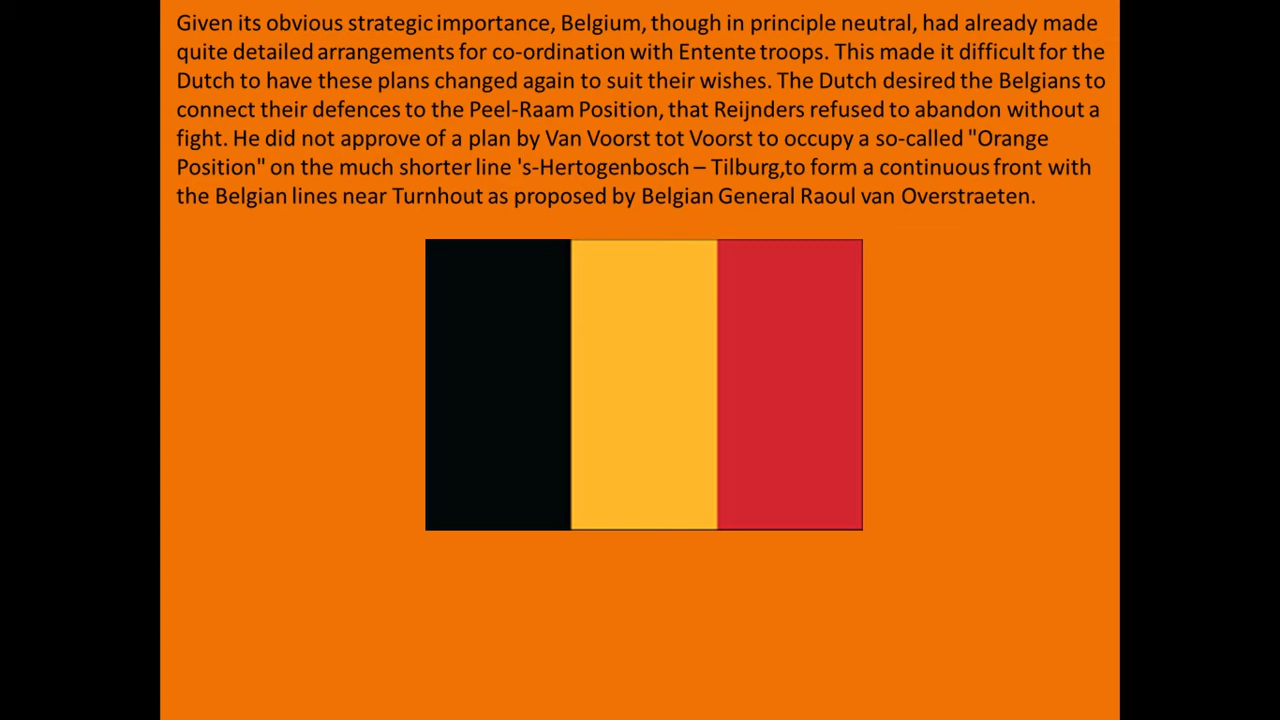 Given its obvious strategic importance, Belgium, though in principle neutral, had already made
quite detailed arrangements for co-ordination with Entente troops. This made it difficult for the
Dutch to have these plans changed again to suit their wishes. The Dutch desired the Belgians to
connect their defences to the Peel-Raam Position, that Reijnders refused to abandon without a
fight. He did not approve of a plan by Van Voorst tot Voorst to occupy a so-called "Orange
Position" on the much shorter line 's-Hertogenbosch – Tilburg,to form a continuous front with
the Belgian lines near Turnhout as proposed by Belgian General Raoul van Overstraeten.